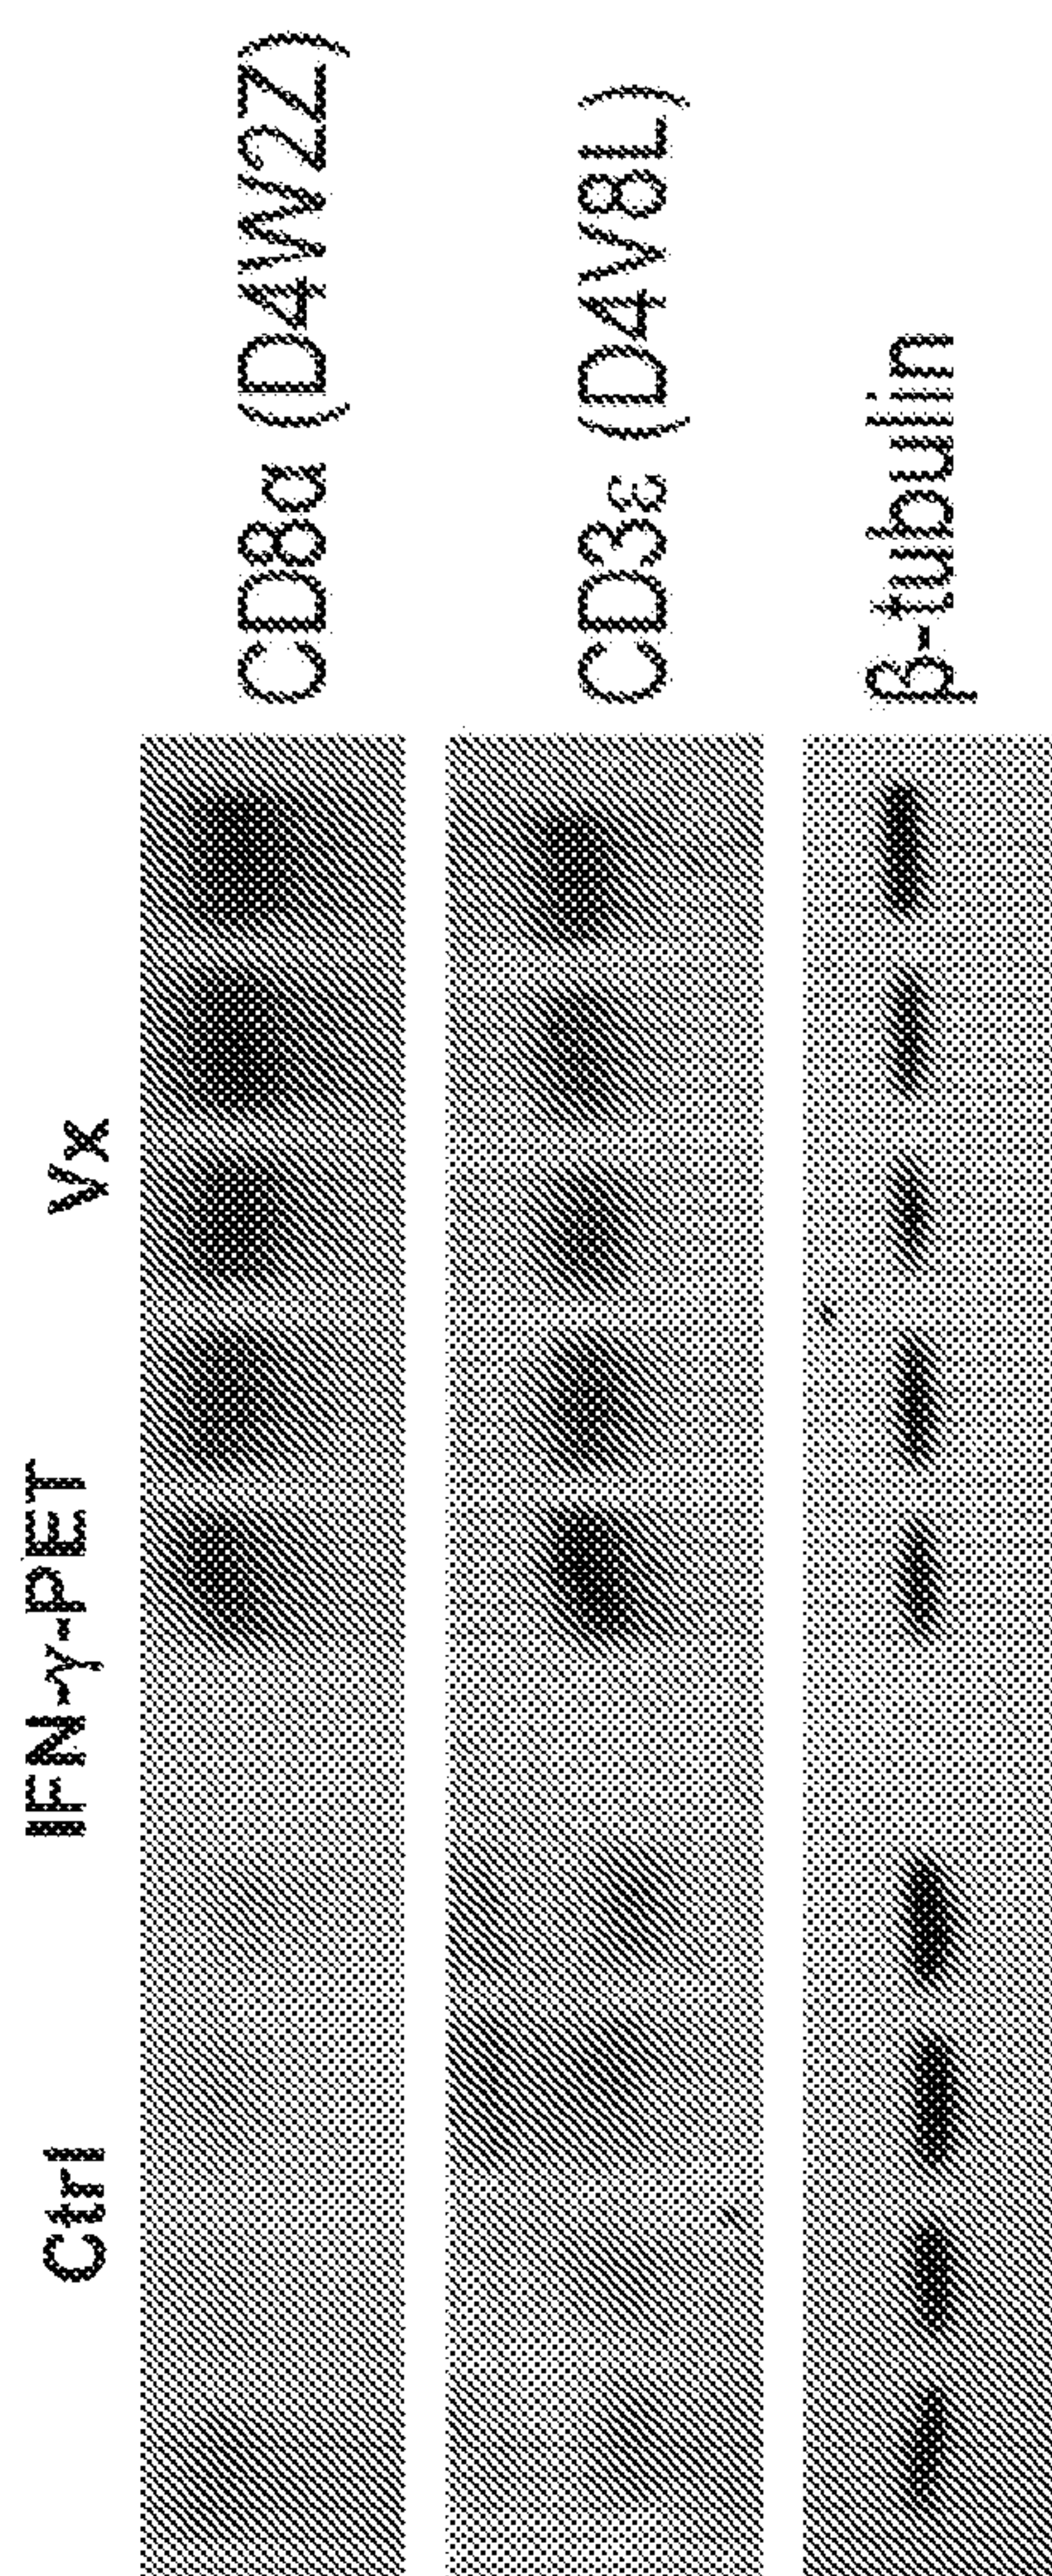 IFN-γ-PET
Ctrl
Vx
CD8α (D4W2Z)
CD3ε (D4V8L)
β-tubulin